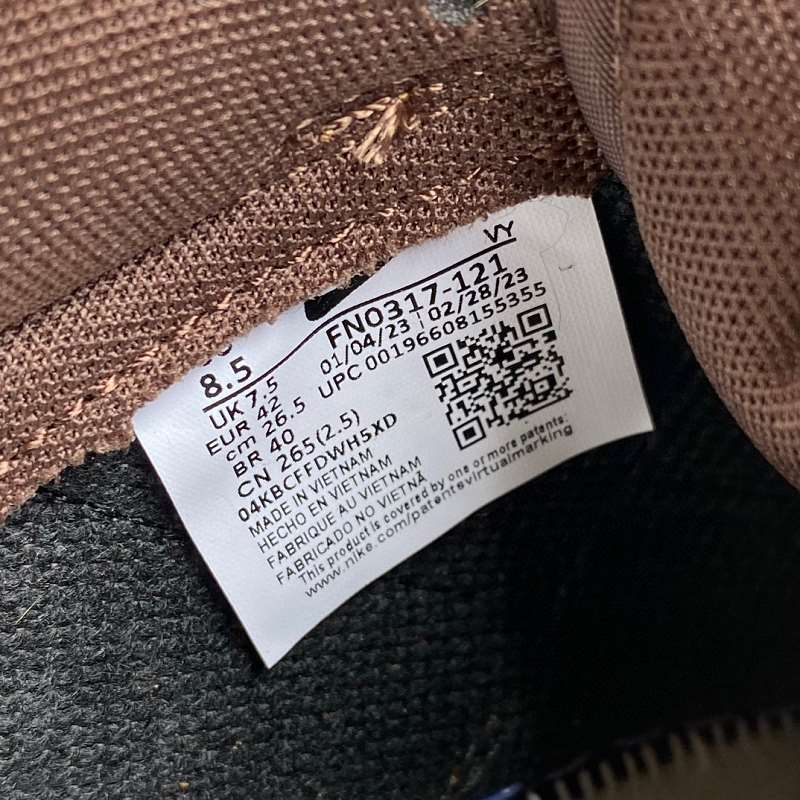 VY
FN0317-121
01/04/23 | 02/28/23
UPC 00196608155355
8.5
UK 7.5
EUR 42
cm 26.5
BR 40
CN 265(2.5)
04KBCFFDWH5XD
MADE IN VIETNAM
HECHO EN VIETNAM
FABRIQUE AU VIETNAM
FABRICADO NO VIETNÃ
This product is covered by one or more patents:
www.nike.com/patentsvirtualmarking